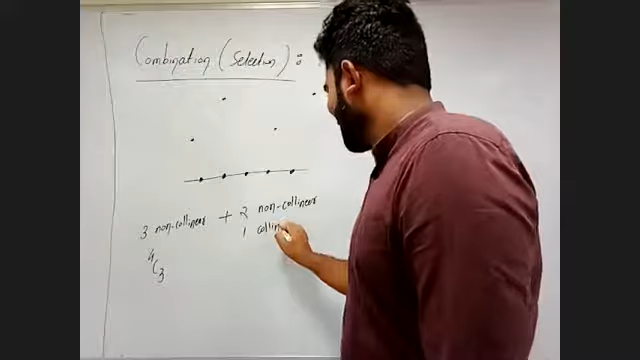 Combination (Selection) :
3 non-collinear + 2 non-collinear
1 collin
4C3